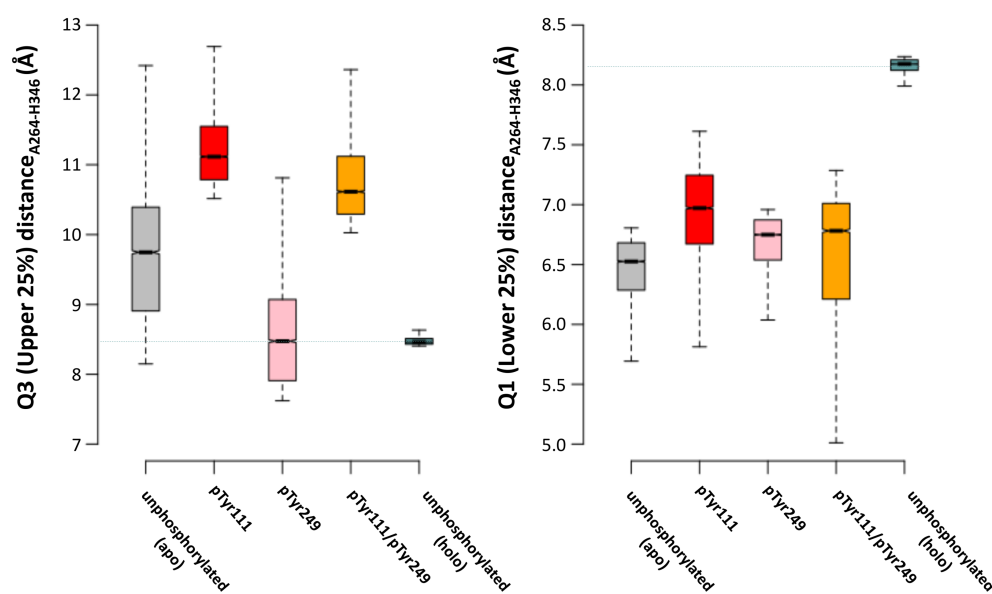 Q3 (Upper 25%) distanceA264-H346 (Å)
13
12
11
10
9
8
7
unphosphorylated
(apo)
pTyr111
pTyr249
pTyr111/pTyr249
unphosphorylated
(holo)
Q1 (Lower 25%) distanceA264-H346 (Å)
8.5
8.0
7.5
7.0
6.5
6.0
5.5
5.0
unphosphorylated
(apo)
pTyr111
pTyr249
pTyr111/pTyr249
unphosphorylated
(holo)